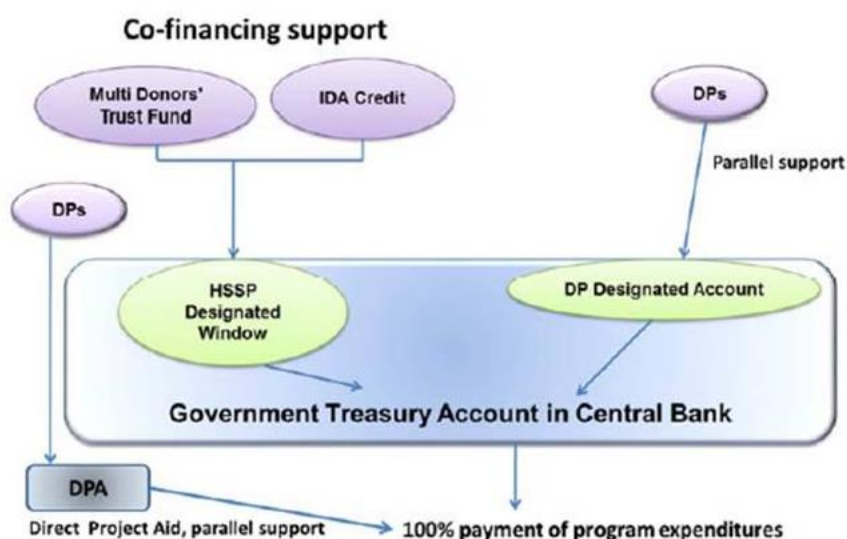 Co-financing support
Multi Donors'
Trust Fund
IDA Credit
DPs
Parallel support
DPs
HSSP
Designated
Window
DP Designated Account
Government Treasury Account in Central Bank
DPA
Direct Project Aid, parallel support
100% payment of program expenditures